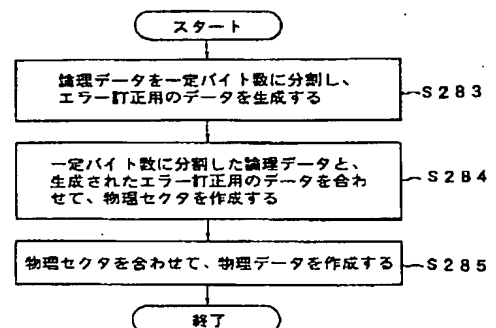 スタート
論理データを一定バイト数に分割し、
エラー訂正用のデータを生成する
S283
一定バイト数に分割した論理データと、
生成されたエラー訂正用のデータを合わ
せて、物理セクタを作成する
S284
物理セクタを合わせて、物理データを作成する
S285
終了